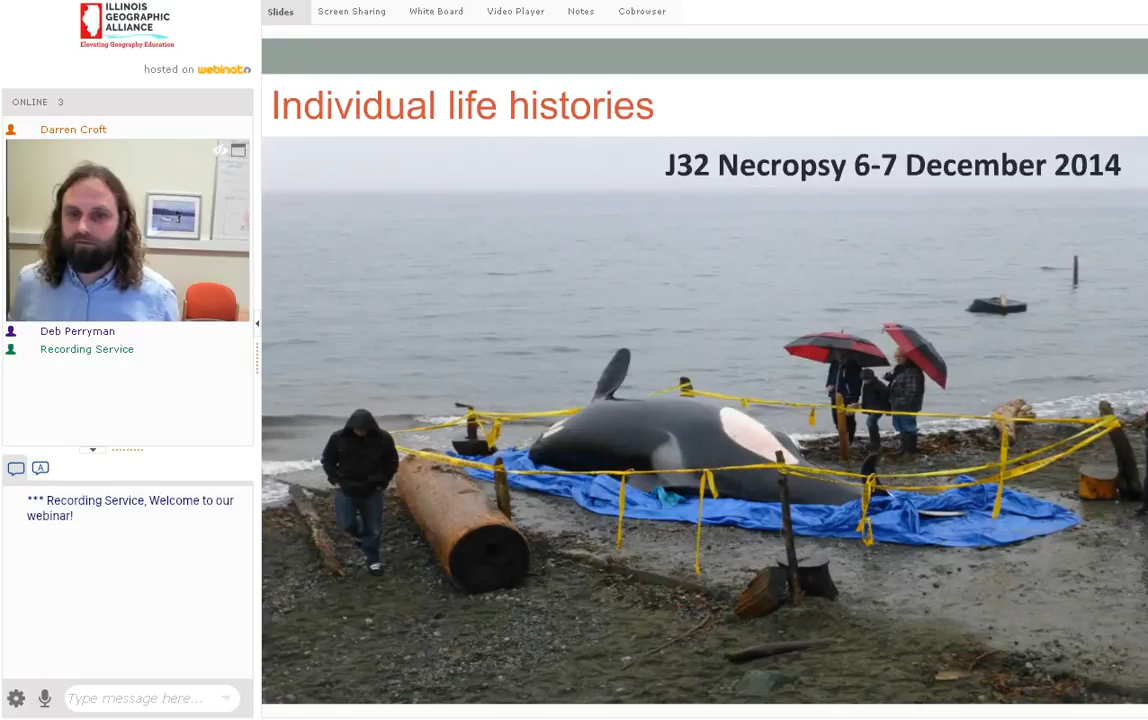 ILLINOIS
GEOGRAPHIC
ALLIANCE
Elevating Geography Education
hosted on webinato
ONLINE 3
Darren Croft
Deb Perryman
Recording Service
A
*** Recording Service, Welcome to our
webinar!
Type message here...
Slides Screen Sharing White Board Video Player Notes Cobrowser
Individual life histories
J32 Necropsy 6-7 December 2014